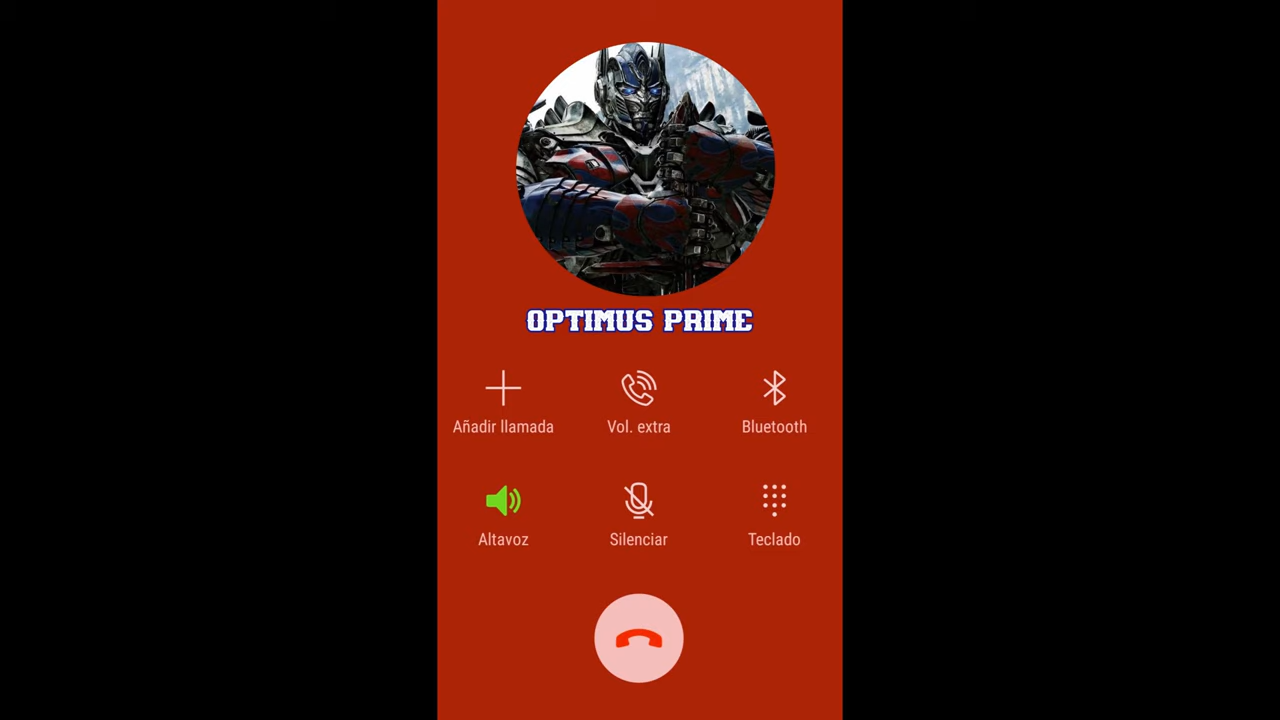 OPTIMUS PRIME
Añadir llamada
Vol. extra
Bluetooth
Altavoz
Silenciar
Teclado